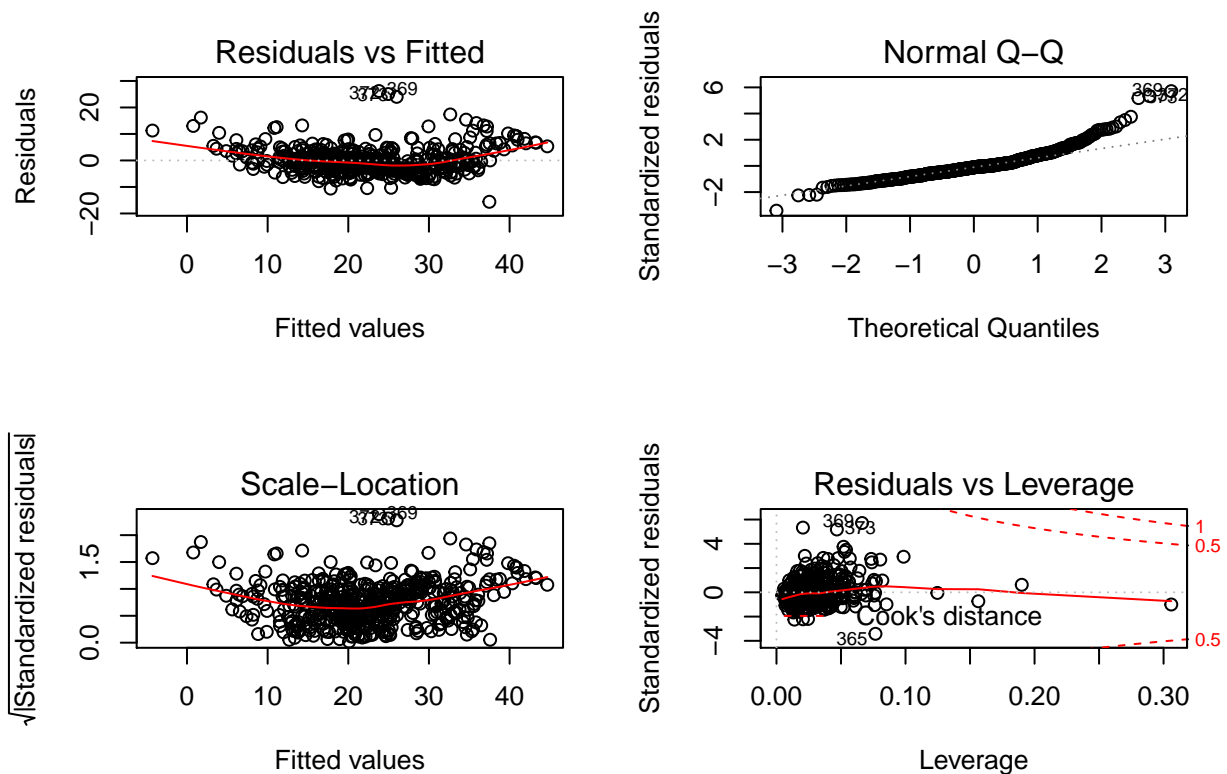 Residuals vs Fitted
Residuals
20
0
−20
369
373
0 10 20 30 40
Fitted values
Normal Q−Q
Standardized residuals
6
2
−2
369
373
−3 −2 −1 0 1 2 3
Theoretical Quantiles
Scale−Location
√|Standardized residuals|
1.5
0.0
369
0 10 20 30 40
Fitted values
Residuals vs Leverage
Standardized residuals
4
0
−4
369
373
365
Cook's distance
1
0.5
0.5
0.00 0.10 0.20 0.30
Leverage